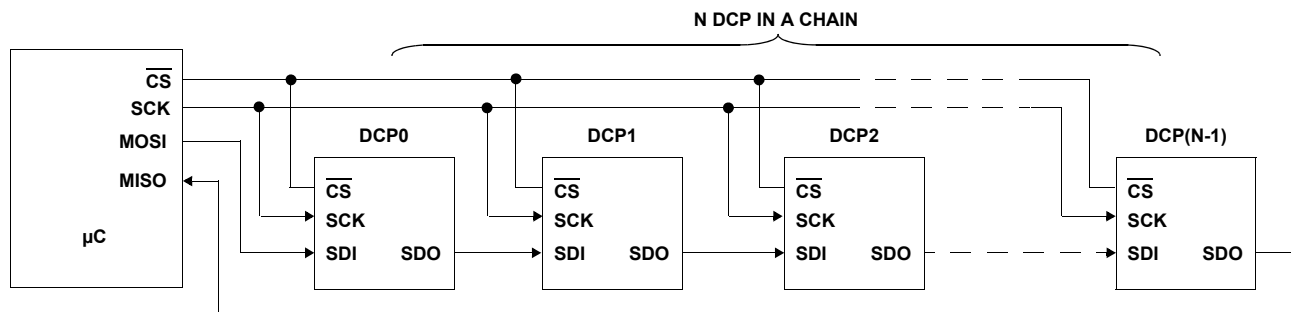 N DCP IN A CHAIN
CS
SCK
MOSI
MISO
µC
DCP0
CS
SCK
SDI SDO
DCP1
CS
SCK
SDI SDO
DCP2
CS
SCK
SDI SDO
DCP(N-1)
CS
SCK
SDI SDO